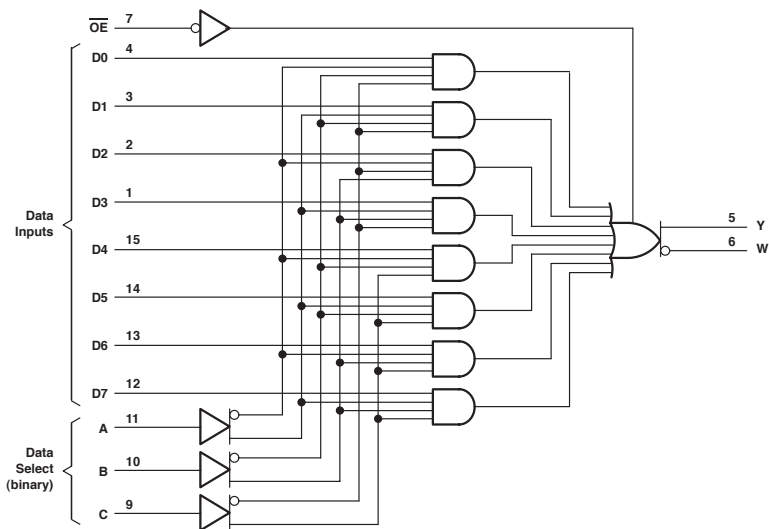 OE 7
D0 4
D1 3
D2 2
D3 1
Data
Inputs
D4 15
D5 14
D6 13
D7 12
5 Y
6 W
A 11
Data
Select
(binary)
B 10
C 9